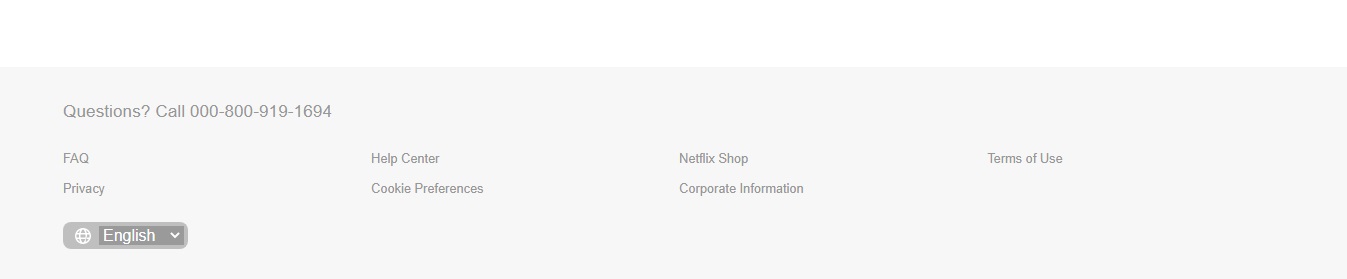 Questions? Call 000-800-919-1694
FAQ Help Center Netflix Shop Terms of Use
Privacy Cookie Preferences Corporate Information
English